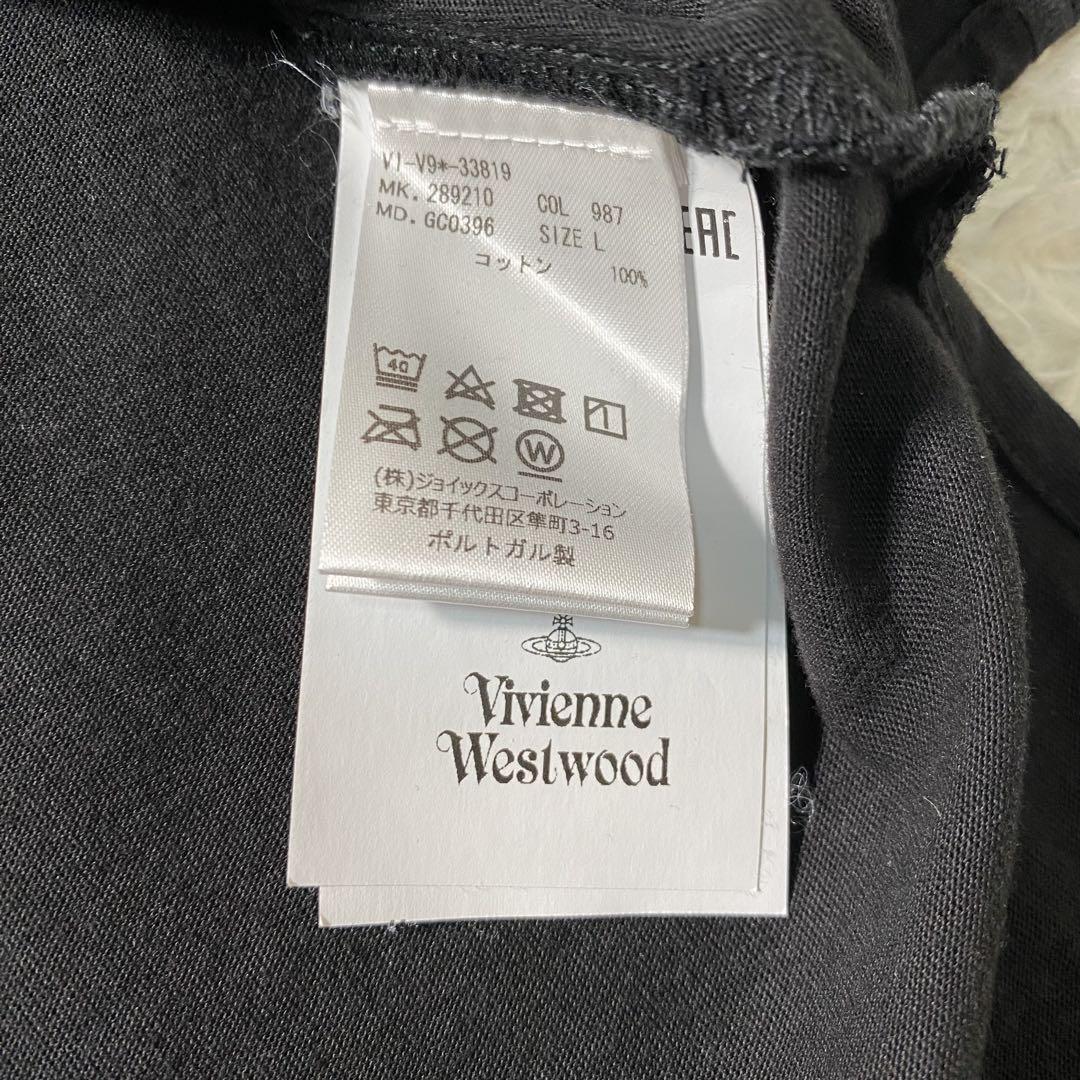 VI-V9*-33819
MK. 289210 COL 987
MD. GC0396 SIZE L
コットン 100%
EAC
40
W
(株)ジョイックスコーポレーション
東京都千代田区隼町3-16
ポルトガル製
Vivienne
Westwood